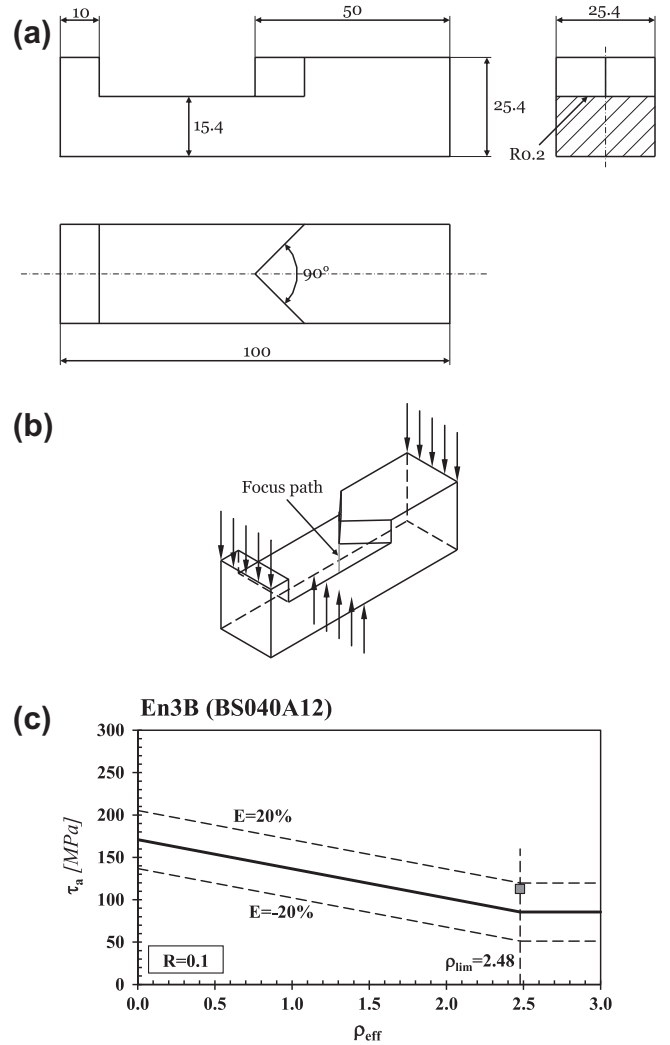 (a)
10
50
25.4
15.4
25.4
R0.2
90°
100
(b)
Focus path
(c)
En3B (BS040A12)
300
250
200
150
100
50
0
τa [MPa]
E=20%
E=-20%
R=0.1
ρlim=2.48
0.0 0.5 1.0 1.5 2.0 2.5 3.0
ρeff